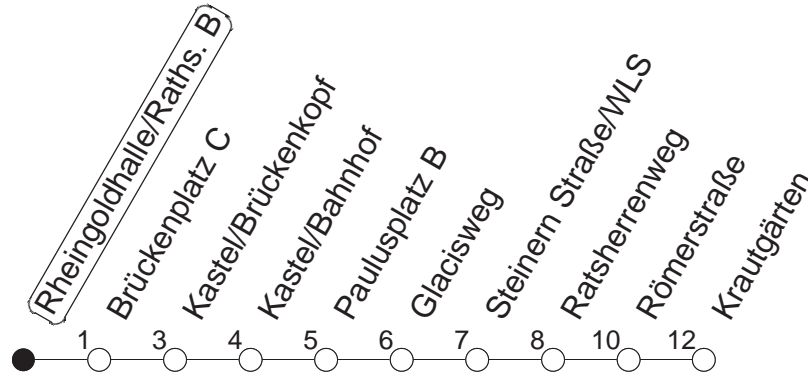 Rheingoldhalle/Raths. B
Brückenplatz C
Kastel/Brückenkopf
Kastel/Bahnhof
Paulusplatz B
Glacisweg
Steinern Straße/WLS
Ratsherrenweg
Römerstraße
Krautgärten
1 3 4 5 6 7 8 10 12